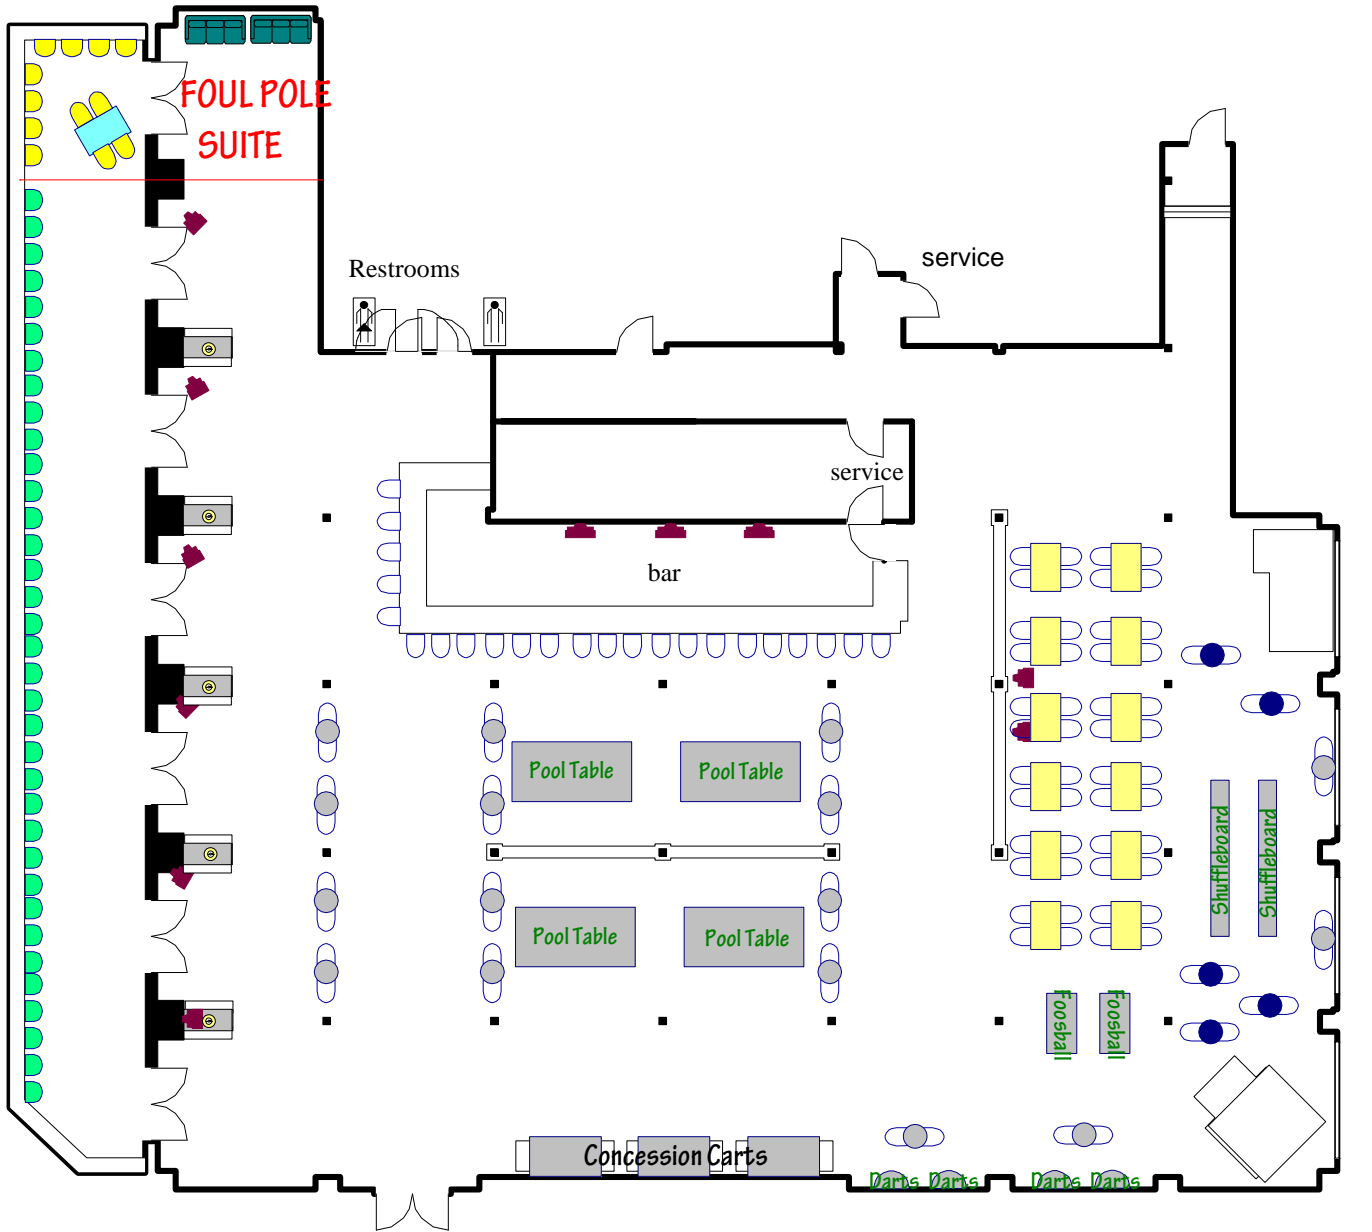 FOUL POLE
SUITE
service
Restrooms
service
bar
Pool Table
Pool Table
Shuffleboard
Shuffleboard
Pool Table
Pool Table
Foosball
Foosball
Concession Carts
Darts
Darts
Darts
Darts